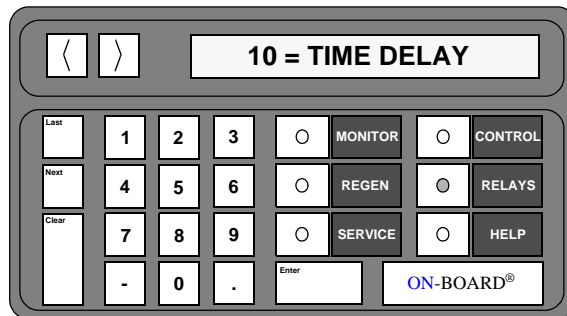 〈 〉 10 = TIME DELAY
Last 1 2 3 MONITOR CONTROL
Next 4 5 6 REGEN RELAYS
Clear 7 8 9 SERVICE HELP
- 0 . Enter ON-BOARD®